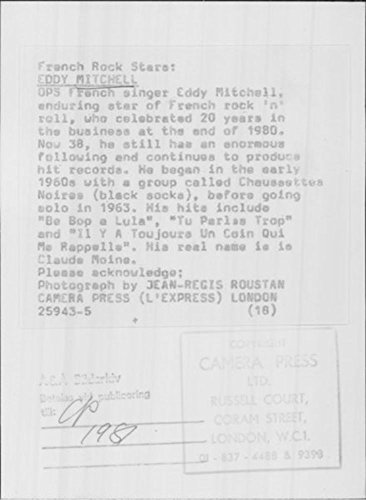 French Rock Stars:
EDDY MITCHELL
OPS French singer Eddy Mitchell,
enduring star of French rock 'n'
roll, who celebrated 20 years in
the business at the end of 1980.
Now 38, he still has an enormous
following and continues to produce
hit records. He began in the early
1960s with a group called Chaussettes
Noires (black socks), before going
solo in 1963. His hits include
"Be Bop a Lula", "Tu Parles Trop"
and "Il Y A Toujours Un Coin Qui
Me Rappelle". His real name is is
Claude Moine.
Please acknowledge:
Photograph by JEAN-REGIS ROUSTAN
CAMERA PRESS (L'EXPRESS) LONDON
25943-5 (18)
COPYRIGHT
CAMERA PRESS
LTD.
RUSSELL COURT,
CORAM STREET,
LONDON, W.C.1.
01-837-4488 & 9393
Bildarkiv
vid publicering
till:
1981